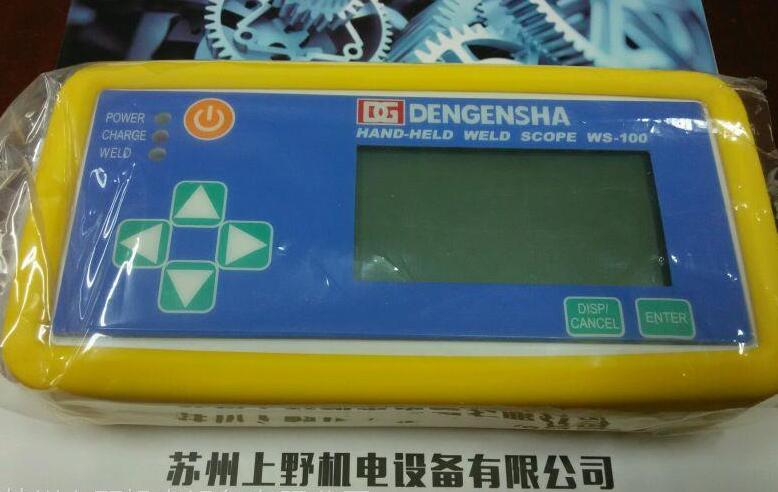 POWER
CHARGE
WELD
DG DENGENSHA
HAND-HELD WELD SCOPE WS-100
DISP/
CANCEL
ENTER
苏州上野机电设备有限公司